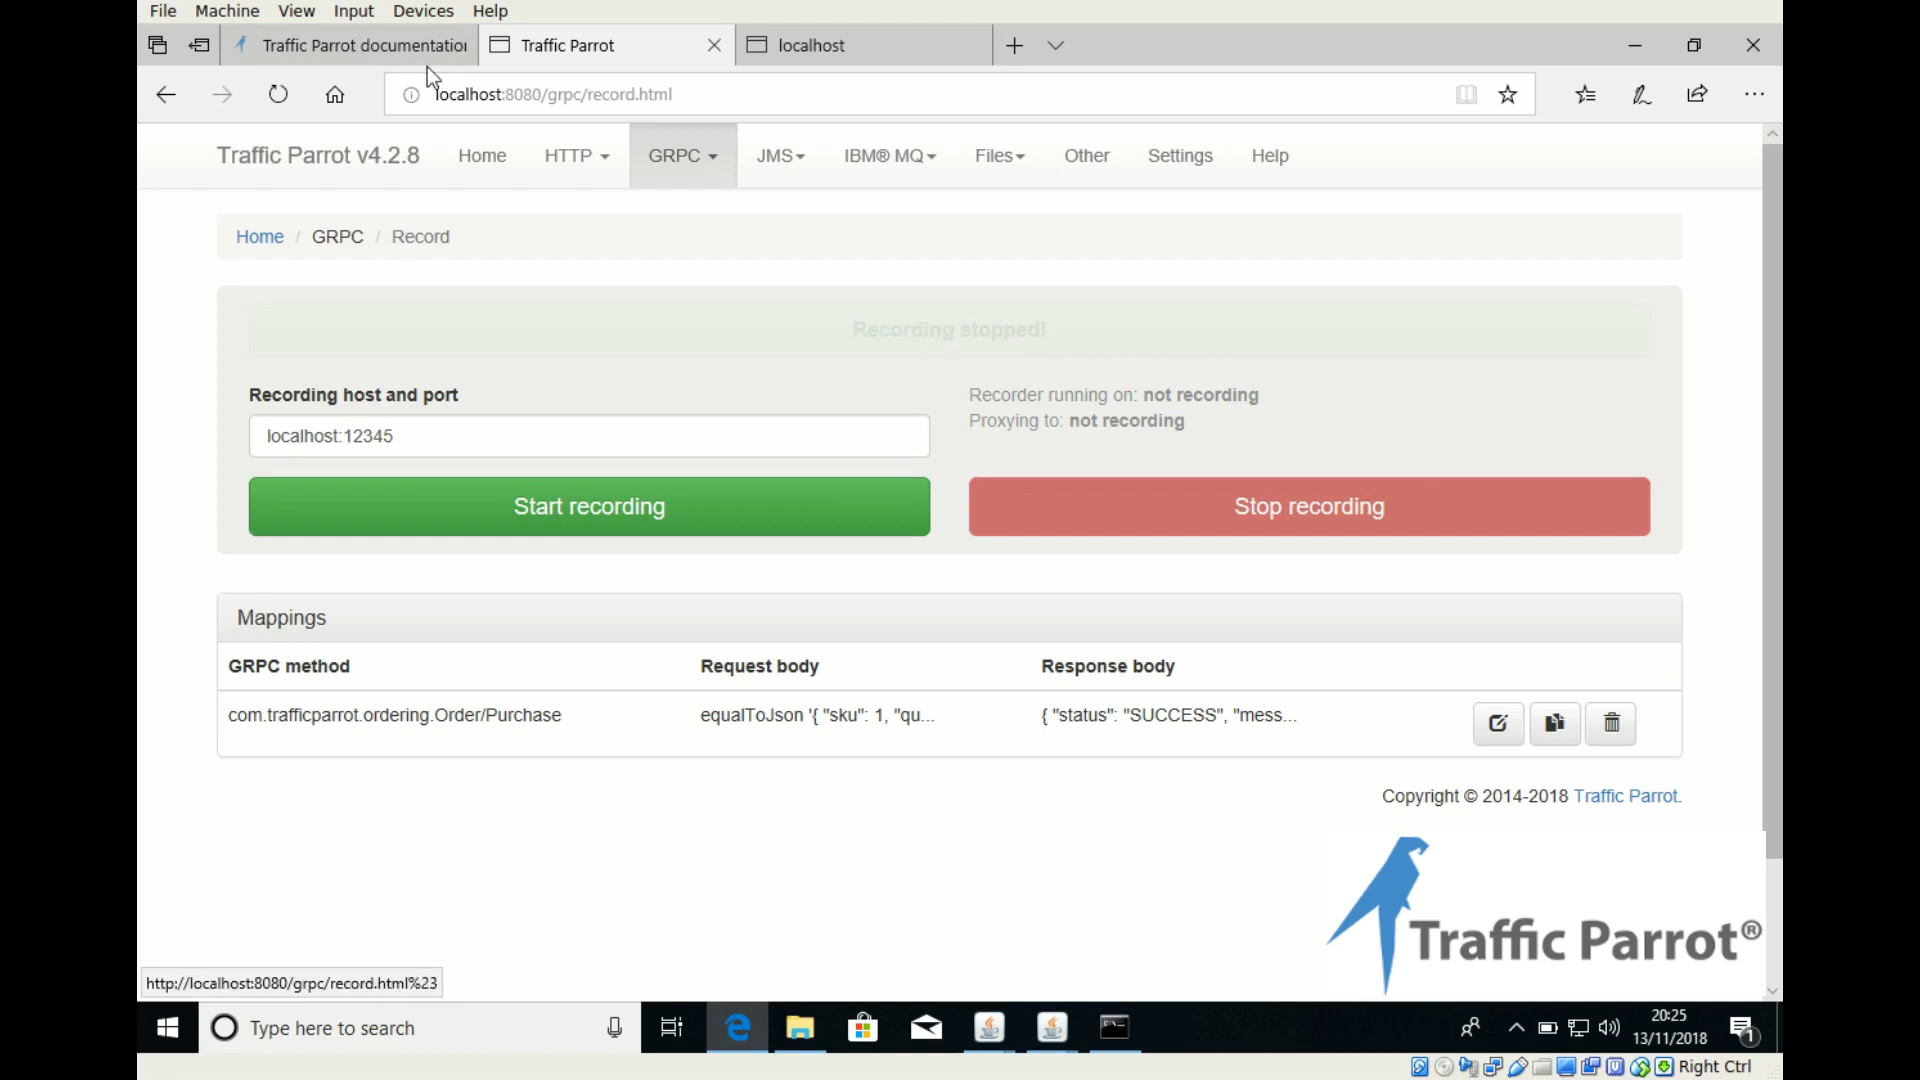 File Machine View Input Devices Help
Traffic Parrot documentation
Traffic Parrot
localhost
localhost:8080/grpc/record.html
Traffic Parrot v4.2.8 Home HTTP GRPC JMS IBM® MQ Files Other Settings Help
Home / GRPC / Record
Recording stopped!
Recording host and port
localhost:12345
Recorder running on: not recording
Proxying to: not recording
Start recording
Stop recording
Mappings
GRPC method Request body Response body
com.trafficparrot.ordering.Order/Purchase equalToJson '{ "sku": 1, "qu... { "status": "SUCCESS", "mess...
Copyright © 2014-2018 Traffic Parrot.
Traffic Parrot®
http://localhost:8080/grpc/record.html%23
Type here to search
20:25
13/11/2018
1
Right Ctrl